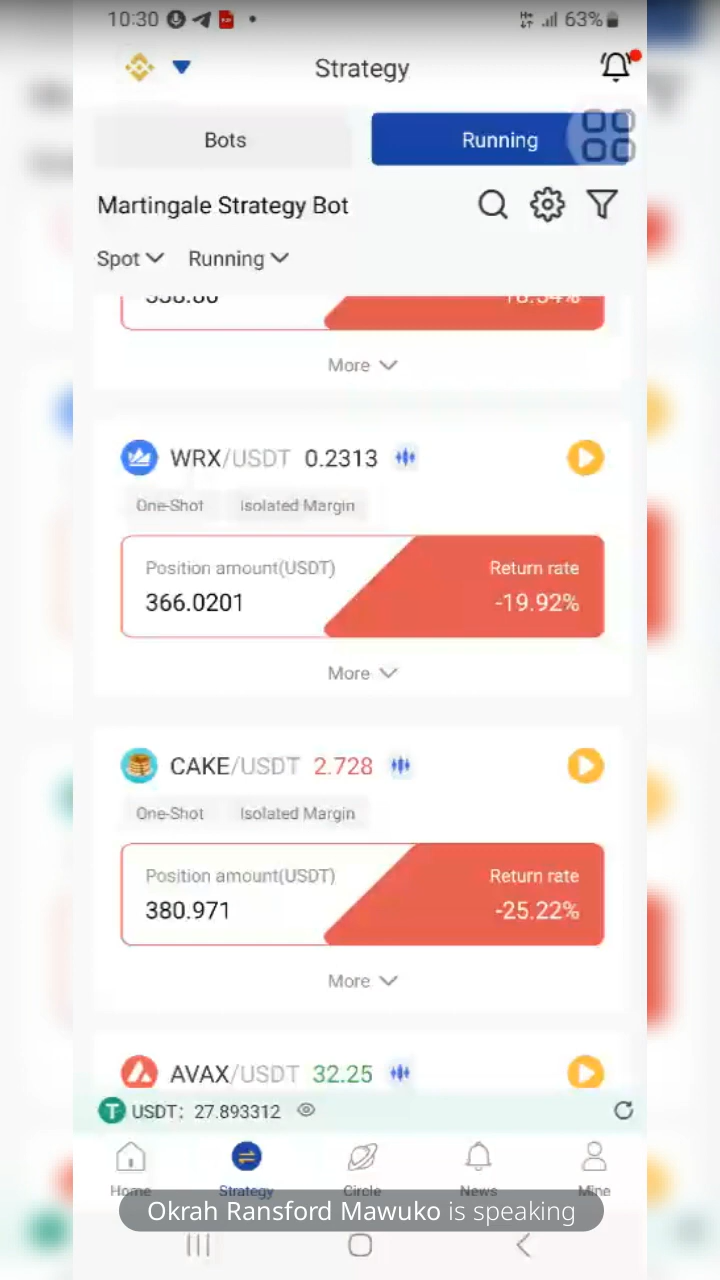 10:30 63%
Strategy
Bots Running
Martingale Strategy Bot
Spot Running
More
WRX/USDT 0.2313
One-Shot Isolated Margin
Position amount(USDT) Return rate
366.0201 -19.92%
More
CAKE/USDT 2.728
One-Shot Isolated Margin
Position amount(USDT) Return rate
380.971 -25.22%
More
AVAX/USDT 32.25
USDT: 27.893312
Home Strategy Circle News Mine
Okrah Ransford Mawuko is speaking